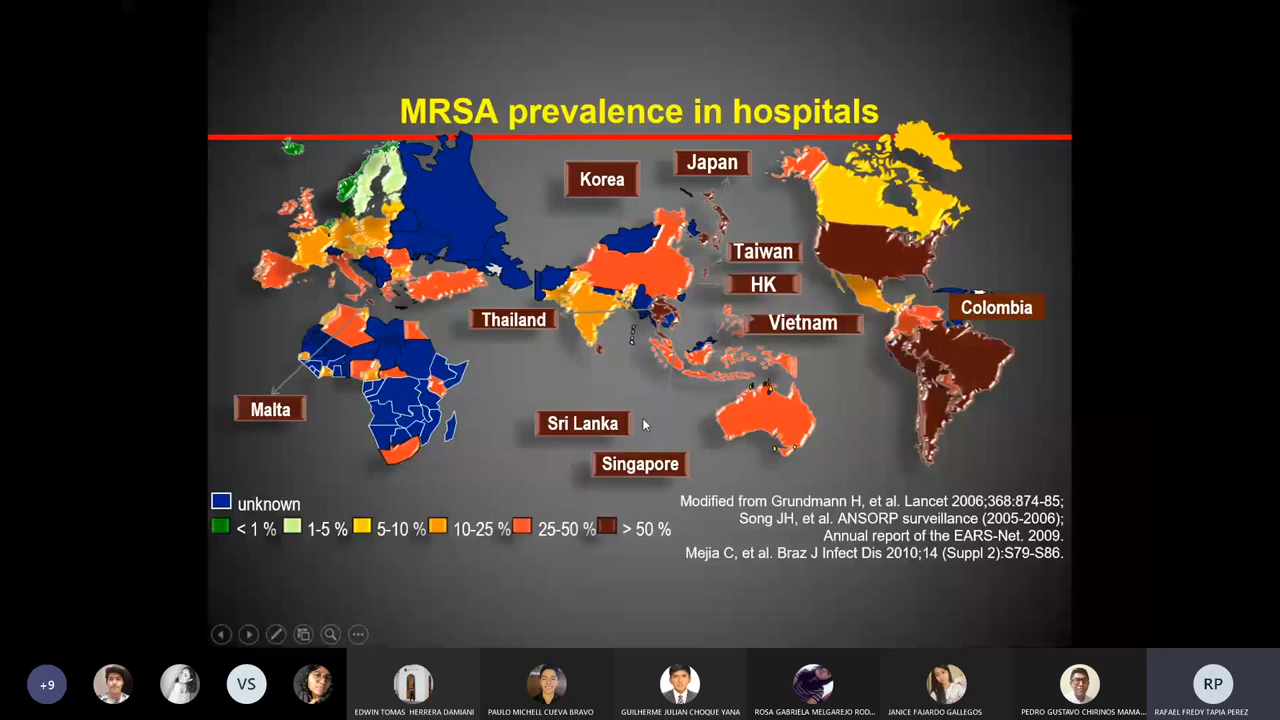 MRSA prevalence in hospitals
Japan
Korea
Taiwan
HK
Colombia
Thailand
Vietnam
Malta
Sri Lanka
Singapore
unknown
< 1 % 1-5 % 5-10 % 10-25 % 25-50 % > 50 %
Modified from Grundmann H, et al. Lancet 2006;368:874-85;
Song JH, et al. ANSORP surveillance (2005-2006);
Annual report of the EARS-Net. 2009.
Mejia C, et al. Braz J Infect Dis 2010;14 (Suppl 2):S79-S86.
+9
VS
RP
EDWIN TOMAS HERRERA DAMIANI
PAULO MICHELL CUEVA BRAVO
GUILHERME JULIAN CHOQUE YANA
ROSA GABRIELA MELGAREJO ROD...
JANICE FAJARDO GALLEGOS
PEDRO GUSTAVO CHIRINOS MAMA...
RAFAEL FREDY TAPIA PEREZ